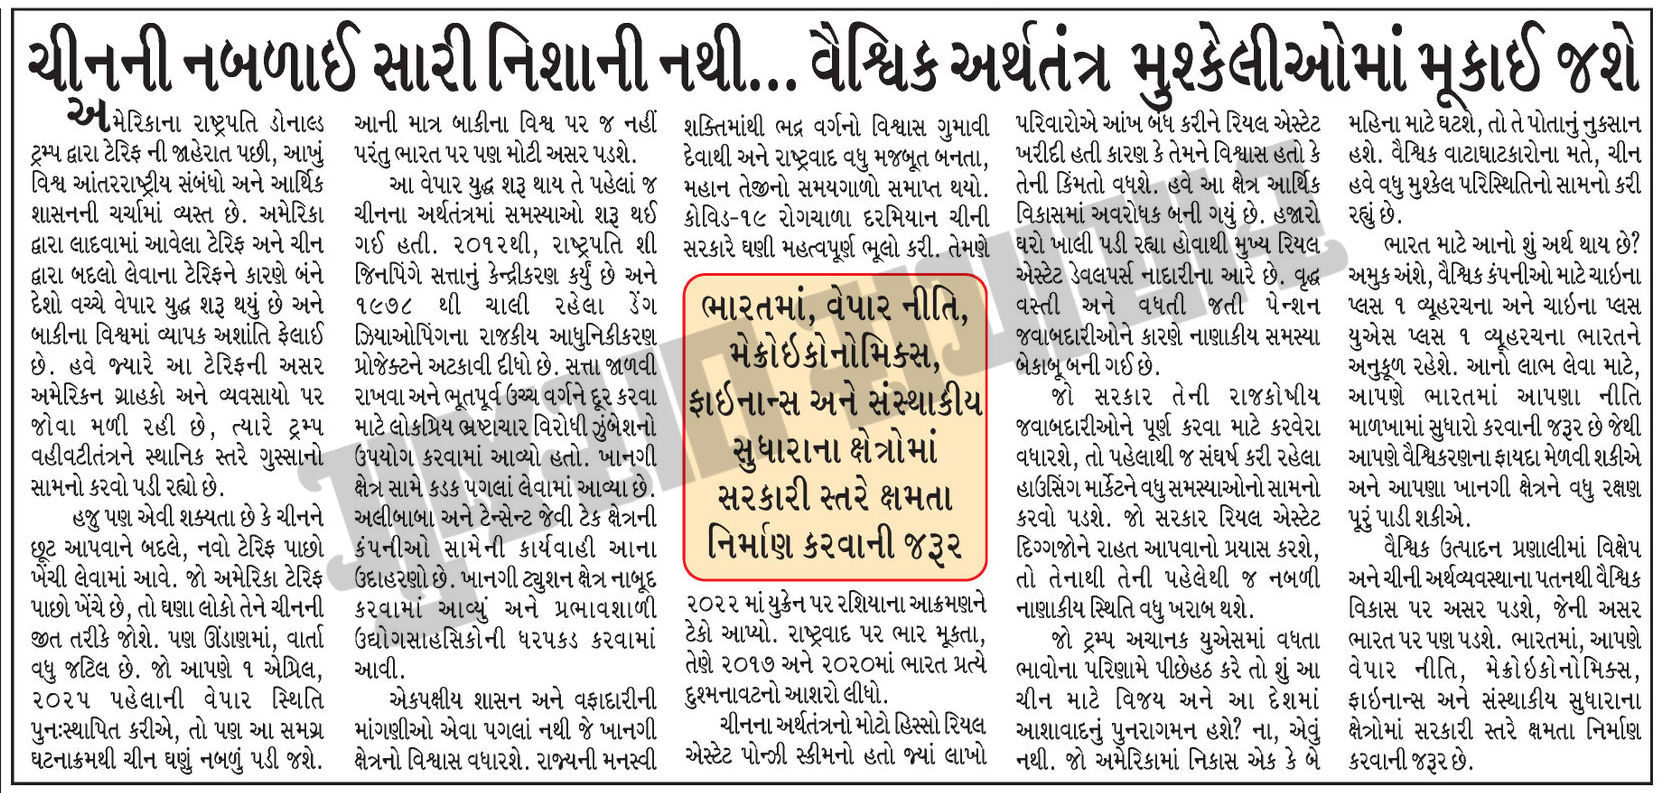 ચીનની નબળાઈ સારી નિશાની નથી... વૈશ્વિક અર્થતંત્ર મુશ્કેલીઓમાં મૂકાઈ જશે
અમેરિકાના રાષ્ટ્રપતિ ડોનાલ્ડ
ટ્રમ્પ દ્વારા ટેરિફ ની જાહેરાત પછી, આખું
વિશ્વ આંતરરાષ્ટ્રીય સંબંધો અને આર્થિક
શાસનની ચર્ચામાં વ્યસ્ત છે. અમેરિકા
દ્વારા લાદવામાં આવેલા ટેરિફ અને ચીન
દ્વારા બદલો લેવાના ટેરિફને કારણે બંને
દેશો વચ્ચે વેપાર યુદ્ધ શરૂ થયું છે અને
બાકીના વિશ્વમાં વ્યાપક અશાંતિ ફેલાઈ
છે. હવે જ્યારે આ ટેરિફની અસર
અમેરિકન ગ્રાહકો અને વ્યવસાયો પર
જોવા મળી રહી છે, ત્યારે ટ્રમ્પ
વહીવટીતંત્રને સ્થાનિક સ્તરે ગુસ્સાનો
સામનો કરવો પડી રહ્યો છે.
હજુ પણ એવી શક્યતા છે કે ચીનને
છૂટ આપવાને બદલે, નવો ટેરિફ પાછો
ખેંચી લેવામાં આવે. જો અમેરિકા ટેરિફ
પાછો ખેંચે છે, તો ઘણા લોકો તેને ચીનની
જીત તરીકે જોશે. પણ ઊંડાણમાં, વાર્તા
વધુ જટિલ છે. જો આપણે ૧ એપ્રિલ,
૨૦૨૫ પહેલાની વેપાર સ્થિતિ
પુનઃસ્થાપિત કરીએ, તો પણ આ સમગ્ર
ઘટનાક્રમથી ચીન ઘણું નબળું પડી જશે.
આની માત્ર બાકીના વિશ્વ પર જ નહીં
પરંતુ ભારત પર પણ મોટી અસર પડશે.
આ વેપાર યુદ્ધ શરૂ થાય તે પહેલાં જ
ચીનના અર્થતંત્રમાં સમસ્યાઓ શરૂ થઈ
ગઈ હતી. ૨૦૧૨થી, રાષ્ટ્રપતિ શી
જિનપિંગે સત્તાનું કેન્દ્રીકરણ કર્યું છે અને
૧૯૭૮ થી ચાલી રહેલા ડેંગ
ઝિયાઓપિંગના રાજકીય આધુનિકીકરણ
પ્રોજેક્ટને અટકાવી દીધો છે. સત્તા જાળવી
રાખવા અને ભૂતપૂર્વ ઉચ્ચ વર્ગને દૂર કરવા
માટે લોકપ્રિય ભ્રષ્ટાચાર વિરોધી ઝુંબેશનો
ઉપયોગ કરવામાં આવ્યો હતો. ખાનગી
ક્ષેત્ર સામે કડક પગલાં લેવામાં આવ્યા છે.
અલીબાબા અને ટેન્સેન્ટ જેવી ટેક ક્ષેત્રની
કંપનીઓ સામેની કાર્યવાહી આના
ઉદાહરણો છે. ખાનગી ટ્યુશન ક્ષેત્ર નાબૂદ
કરવામાં આવ્યું અને પ્રભાવશાળી
ઉદ્યોગસાહસિકોની ધરપકડ કરવામાં
આવી.
એકપક્ષીય શાસન અને વફાદારીની
માંગણીઓ એવા પગલાં નથી જે ખાનગી
ક્ષેત્રનો વિશ્વાસ વધારશે. રાજ્યની મનસ્વી
શક્તિમાંથી ભદ્ર વર્ગનો વિશ્વાસ ગુમાવી
દેવાથી અને રાષ્ટ્રવાદ વધુ મજબૂત બનતા,
મહાન તેજીનો સમયગાળો સમાપ્ત થયો.
કોવિડ-૧૯ રોગચાળા દરમિયાન ચીની
સરકારે ઘણી મહત્વપૂર્ણ ભૂલો કરી. તેમણે
ભારતમાં, વેપાર નીતિ,
મેક્રોઇકોનોમિક્સ,
ફાઇનાન્સ અને સંસ્થાકીય
સુધારાના ક્ષેત્રોમાં
સરકારી સ્તરે ક્ષમતા
નિર્માણ કરવાની જરૂર
૨૦૨૨ માં યુક્રેન પર રશિયાના આક્રમણને
ટેકો આપ્યો. રાષ્ટ્રવાદ પર ભાર મૂકતા,
તેણે ૨૦૧૭ અને ૨૦૨૦માં ભારત પ્રત્યે
દુશ્મનાવટનો આશરો લીધો.
ચીનના અર્થતંત્રનો મોટો હિસ્સો રિયલ
એસ્ટેટ પોન્ઝી સ્કીમનો હતો જ્યાં લાખો
પરિવારોએ આંખ બંધ કરીને રિયલ એસ્ટેટ
ખરીદી હતી કારણ કે તેમને વિશ્વાસ હતો કે
તેની કિંમતો વધશે. હવે આ ક્ષેત્ર આર્થિક
વિકાસમાં અવરોધક બની ગયું છે. હજારો
ઘરો ખાલી પડી રહ્યા હોવાથી મુખ્ય રિયલ
એસ્ટેટ ડેવલપર્સ નાદારીના આરે છે. વૃદ્ધ
વસ્તી અને વધતી જતી પેન્શન
જવાબદારીઓને કારણે નાણાકીય સમસ્યા
બેકાબૂ બની ગઈ છે.
જો સરકાર તેની રાજકોષીય
જવાબદારીઓને પૂર્ણ કરવા માટે કરવેરા
વધારશે, તો પહેલાથી જ સંઘર્ષ કરી રહેલા
હાઉસિંગ માર્કેટને વધુ સમસ્યાઓનો સામનો
કરવો પડશે. જો સરકાર રિયલ એસ્ટેટ
દિગ્ગજોને રાહત આપવાનો પ્રયાસ કરશે,
તો તેનાથી તેની પહેલેથી જ નબળી
નાણાકીય સ્થિતિ વધુ ખરાબ થશે.
જો ટ્રમ્પ અચાનક યુએસમાં વધતા
ભાવોના પરિણામે પીછેહઠ કરે તો શું આ
ચીન માટે વિજય અને આ દેશમાં
આશાવાદનું પુનરાગમન હશે? ના, એવું
નથી. જો અમેરિકામાં નિકાસ એક કે બે
મહિના માટે ઘટશે, તો તે પોતાનું નુકસાન
હશે. વૈશ્વિક વાટાઘાટકારોના મતે, ચીન
હવે વધુ મુશ્કેલ પરિસ્થિતિનો સામનો કરી
રહ્યું છે.
ભારત માટે આનો શું અર્થ થાય છે?
અમુક અંશે, વૈશ્વિક કંપનીઓ માટે ચાઇના
પ્લસ ૧ વ્યૂહરચના અને ચાઇના પ્લસ
યુએસ પ્લસ ૧ વ્યૂહરચના ભારતને
અનુકૂળ રહેશે. આનો લાભ લેવા માટે,
આપણે ભારતમાં આપણા નીતિ
માળખામાં સુધારો કરવાની જરૂર છે જેથી
આપણે વૈશ્વિકરણના ફાયદા મેળવી શકીએ
અને આપણા ખાનગી ક્ષેત્રને વધુ રક્ષણ
પૂરું પાડી શકીએ.
વૈશ્વિક ઉત્પાદન પ્રણાલીમાં વિક્ષેપ
અને ચીની અર્થવ્યવસ્થાના પતનથી વૈશ્વિક
વિકાસ પર અસર પડશે, જેની અસર
ભારત પર પણ પડશે. ભારતમાં, આપણે
વેપાર નીતિ, મેક્રોઇકોનોમિક્સ,
ફાઇનાન્સ અને સંસ્થાકીય સુધારાના
ક્ષેત્રોમાં સરકારી સ્તરે ક્ષમતા નિર્માણ
કરવાની જરૂર છે.